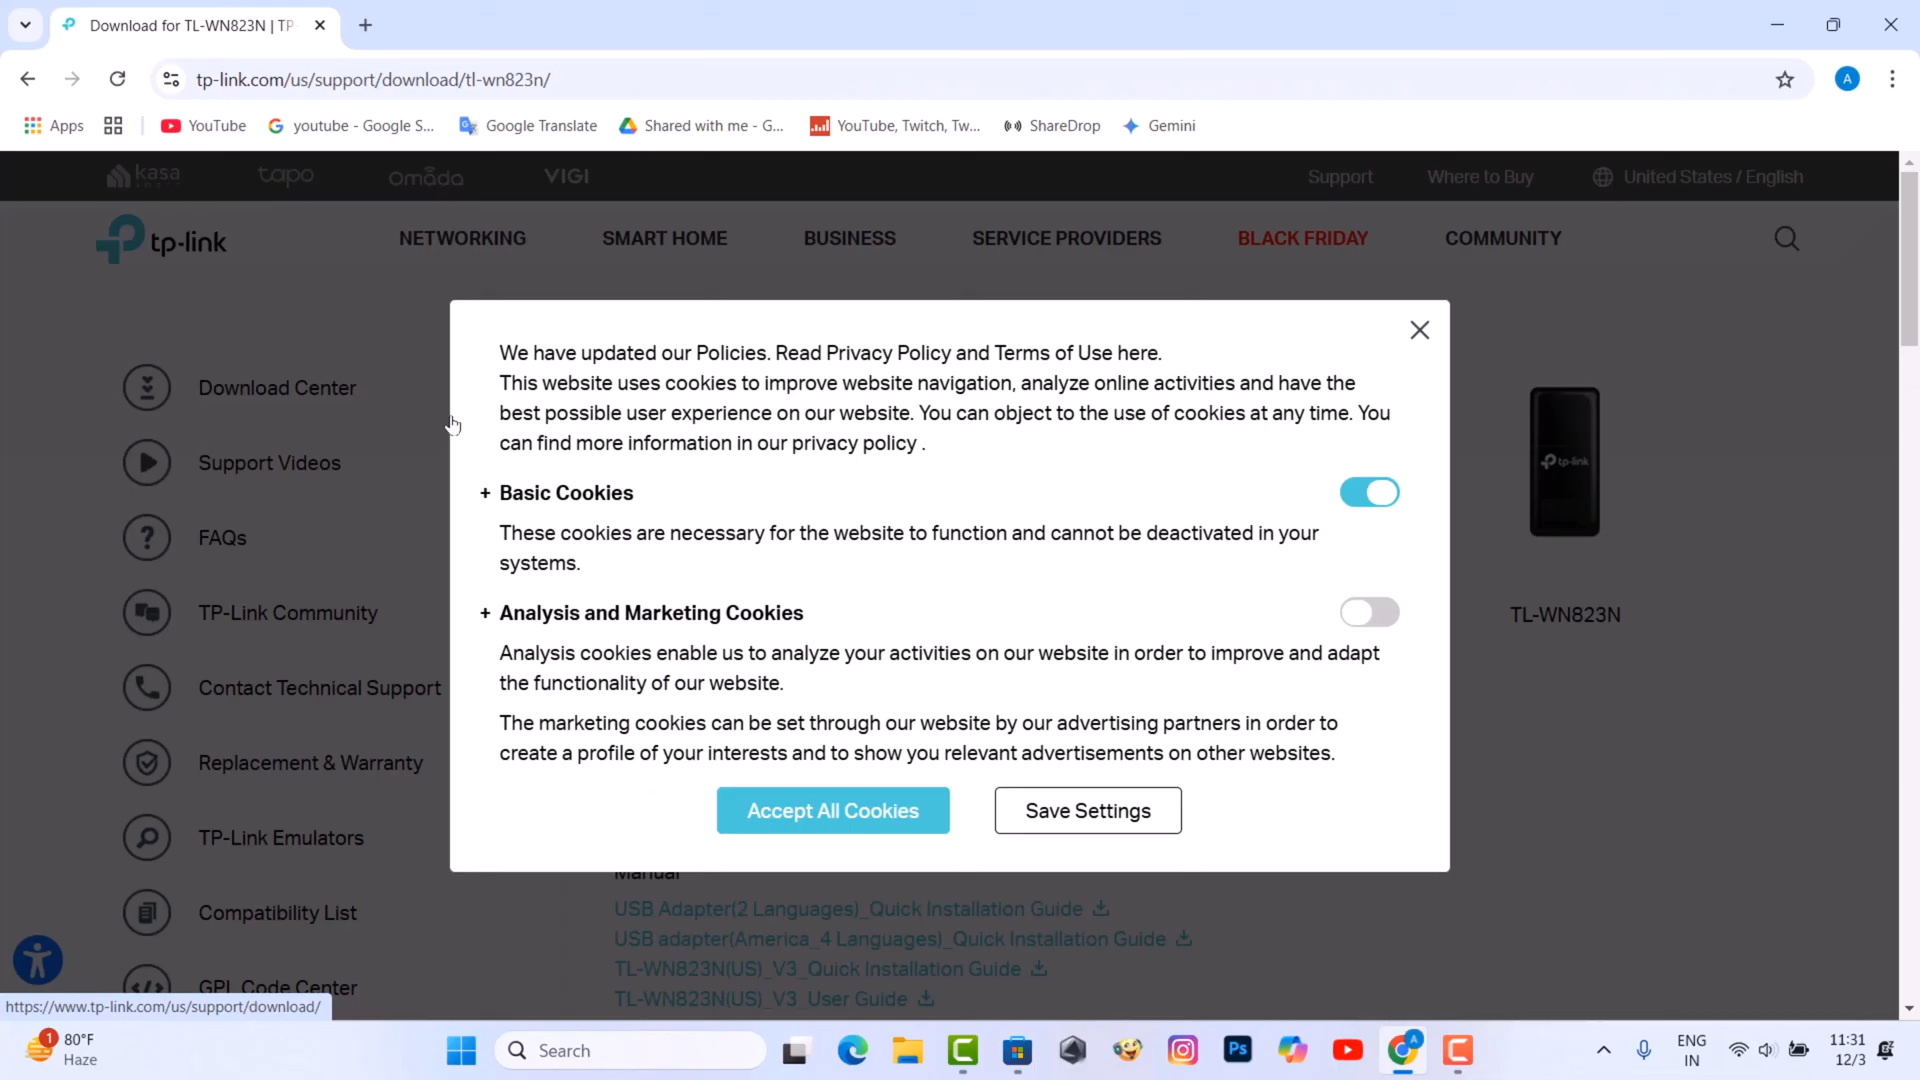 Download for TL-WN823N | TP
tp-link.com/us/support/download/tl-wn823n/
A
Apps YouTube youtube - Google S... Google Translate Shared with me - G... YouTube, Twitch, Tw... ShareDrop Gemini
kasa tapo omada VIGI Support Where to Buy United States / English
tp-link NETWORKING SMART HOME BUSINESS SERVICE PROVIDERS BLACK FRIDAY COMMUNITY
We have updated our Policies. Read Privacy Policy and Terms of Use here.
This website uses cookies to improve website navigation, analyze online activities and have the
best possible user experience on our website. You can object to the use of cookies at any time. You
can find more information in our privacy policy .
+ Basic Cookies
These cookies are necessary for the website to function and cannot be deactivated in your
systems.
+ Analysis and Marketing Cookies
Analysis cookies enable us to analyze your activities on our website in order to improve and adapt
the functionality of our website.
The marketing cookies can be set through our website by our advertising partners in order to
create a profile of your interests and to show you relevant advertisements on other websites.
Accept All Cookies Save Settings
Download Center
Support Videos
FAQs
TP-Link Community
Contact Technical Support
Replacement & Warranty
TP-Link Emulators
Compatibility List
GPL Code Center
tp-link
TL-WN823N
Manual
USB Adapter(2 Languages)_Quick Installation Guide
USB adapter(America_4 Languages)_Quick Installation Guide
TL-WN823N(US)_V3_Quick Installation Guide
TL-WN823N(US)_V3_User Guide
https://www.tp-link.com/us/support/download/
1
80°F
Haze
Search
Ps
A
ENG
IN
11:31
12/3